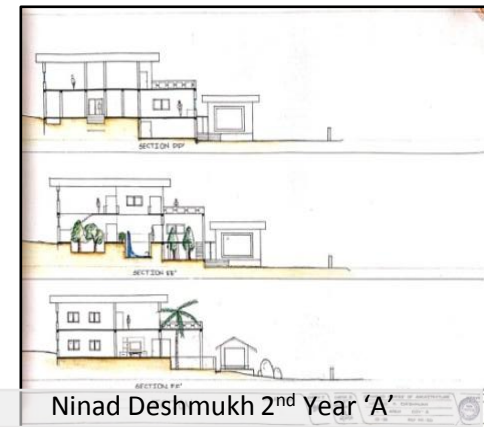 SECTION DD'
SECTION EE'
SECTION FF'
Ninad Deshmukh 2nd Year ‘A’